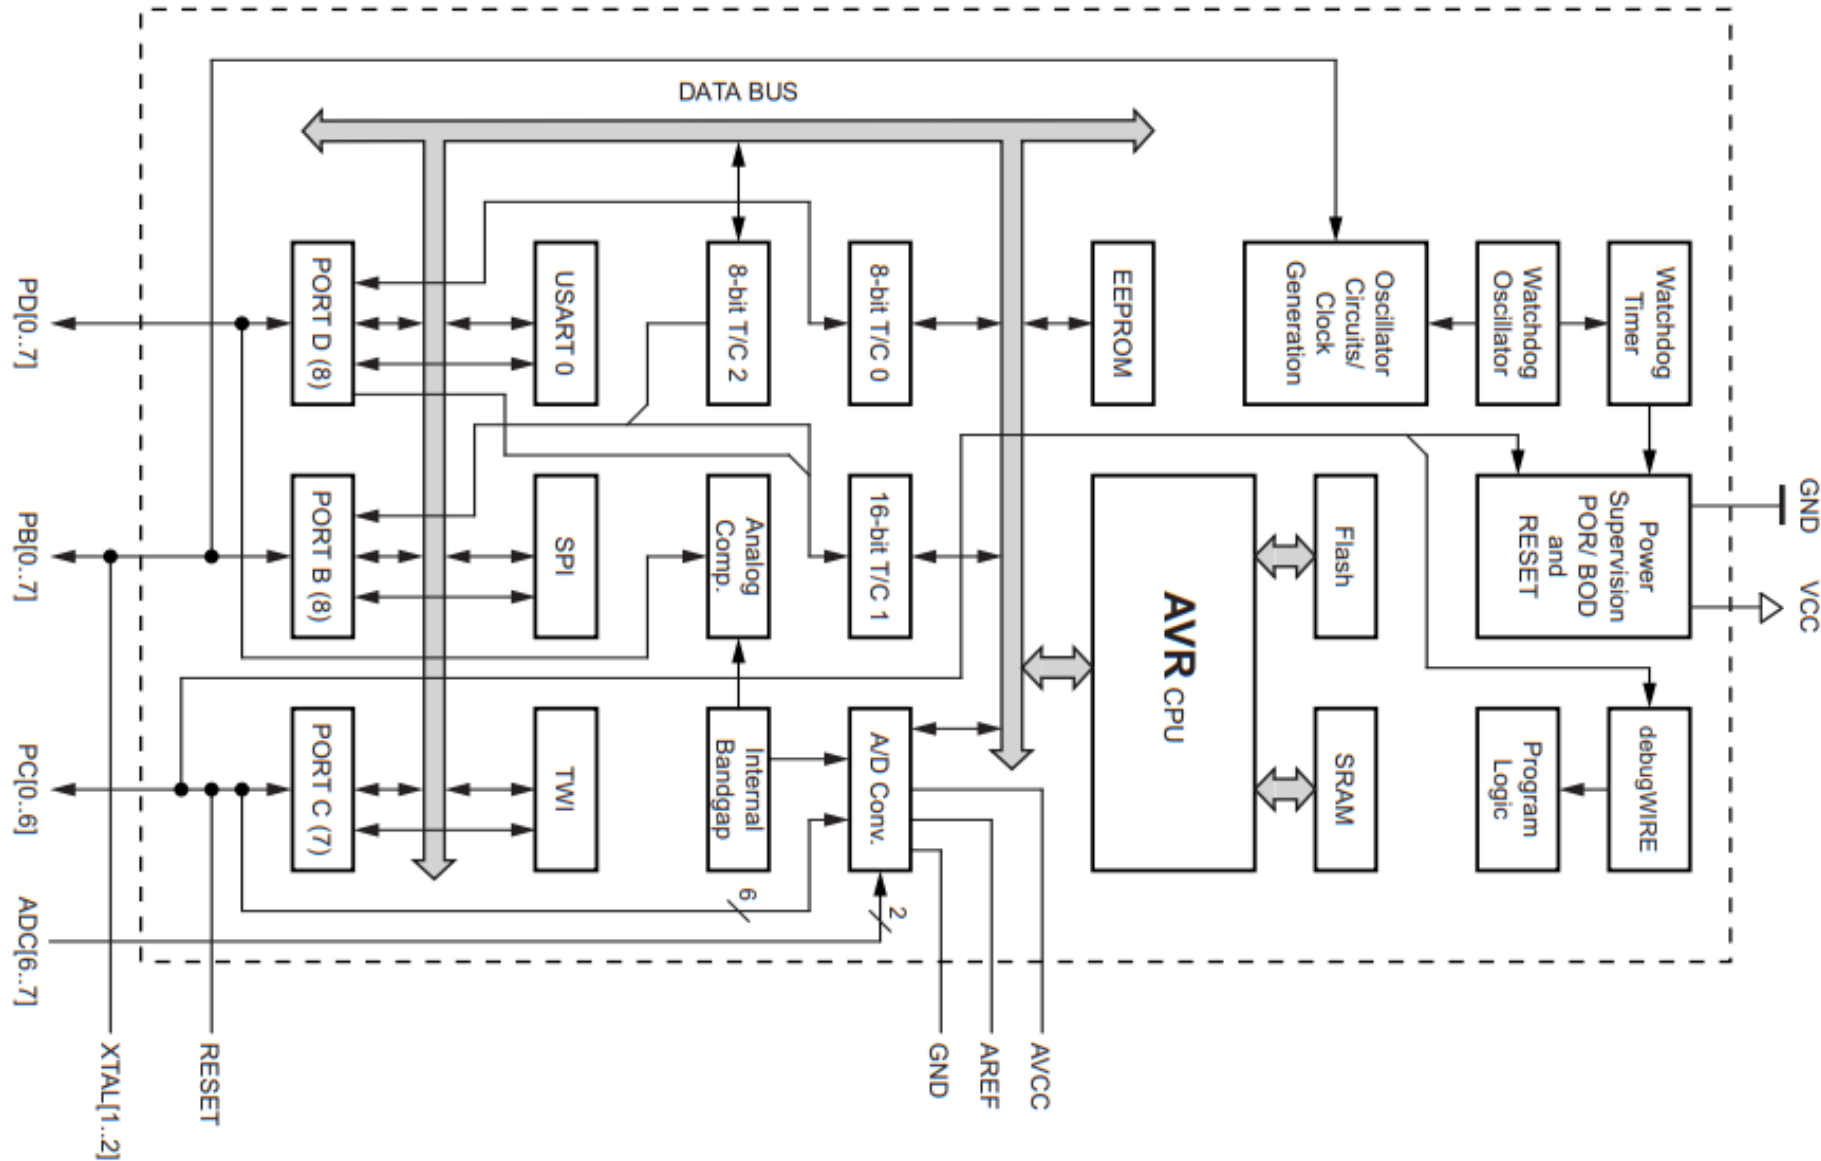 GND
VCC
Watchdog
Timer
Watchdog
Oscillator
Oscillator
Circuits/
Clock
Generation
Power
Supervision
POR/ BOD
and
RESET
debugWIRE
Program
Logic
Flash
SRAM
AVR CPU
EEPROM
DATA BUS
8-bit T/C 0
16-bit T/C 1
A/D Conv.
8-bit T/C 2
Analog
Comp.
Internal
Bandgap
USART 0
SPI
TWI
PORT D (8)
PORT B (8)
PORT C (7)
6
2
AVCC
AREF
GND
RESET
XTAL[1..2]
PD[0..7]
PB[0..7]
PC[0..6]
ADC[6..7]